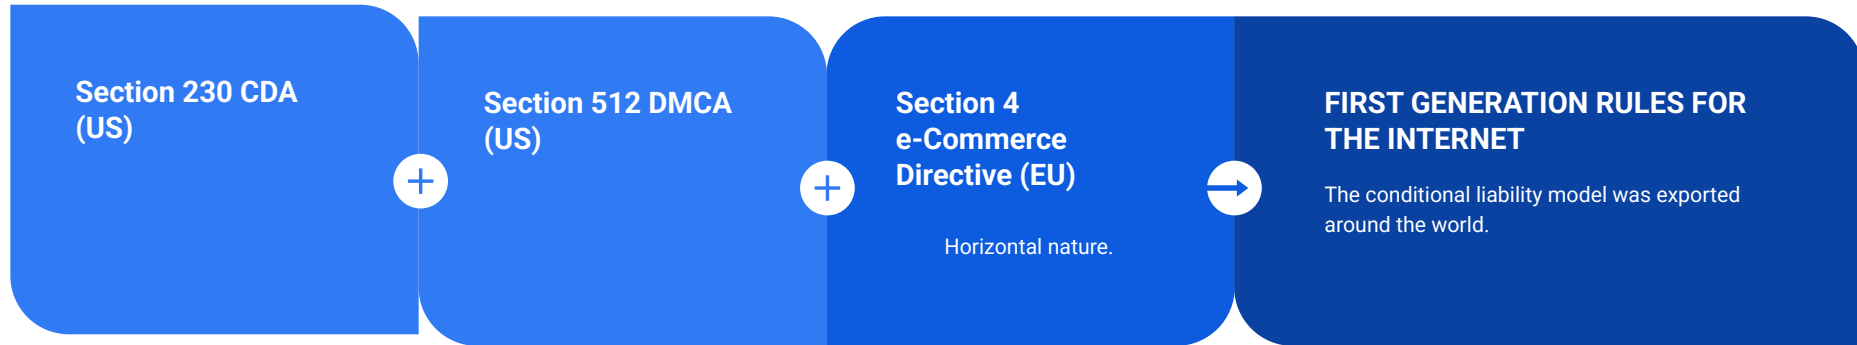 Section 230 CDA
(US)
Section 512 DMCA
(US)
Section 4
e-Commerce
Directive (EU)
Horizontal nature.
FIRST GENERATION RULES FOR
THE INTERNET
The conditional liability model was exported
around the world.